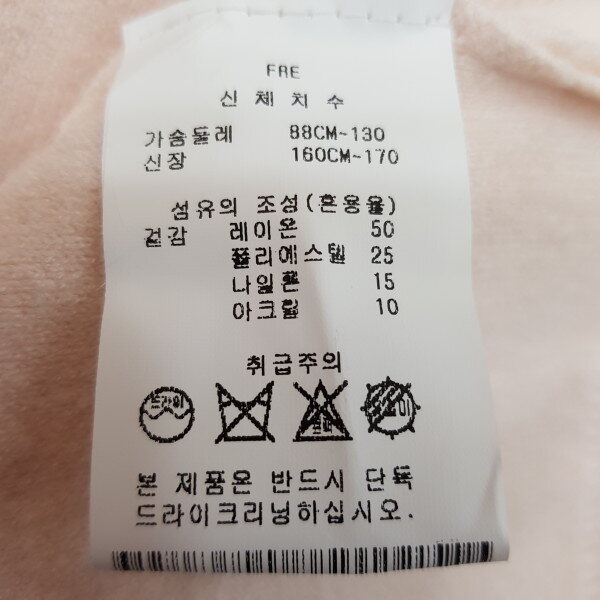 FRE
신체치수
가슴둘레 88CM~130
신장 160CM~170
섬유의 조성(혼용율)
겉감 레이온 50
폴리에스텔 25
나일론 15
아크릴 10
취급주의
드라이
본 제품은 반드시 단독
드라이크리닝하십시오.